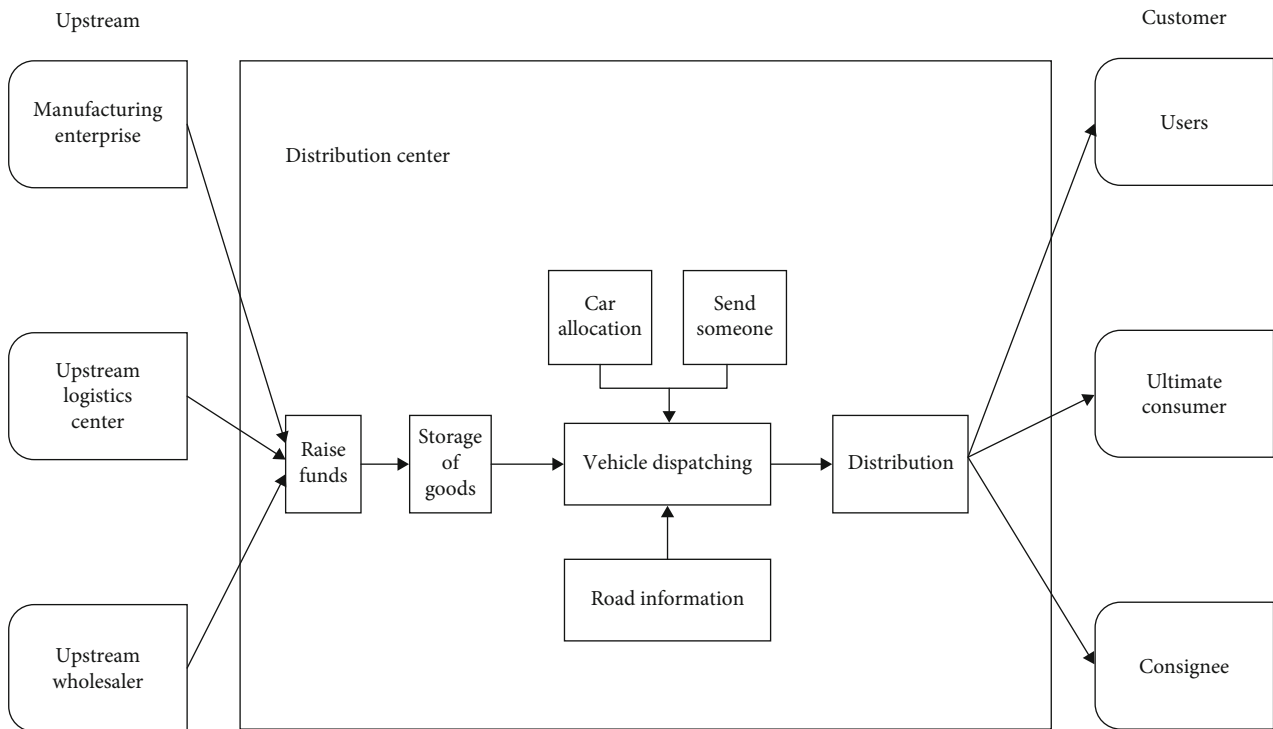 Upstream
Customer
Manufacturing
enterprise
Users
Distribution center
Car
allocation
Send
someone
Upstream
logistics
center
Ultimate
consumer
Raise
funds
Storage
of
goods
Vehicle dispatching
Distribution
Road information
Upstream
wholesaler
Consignee